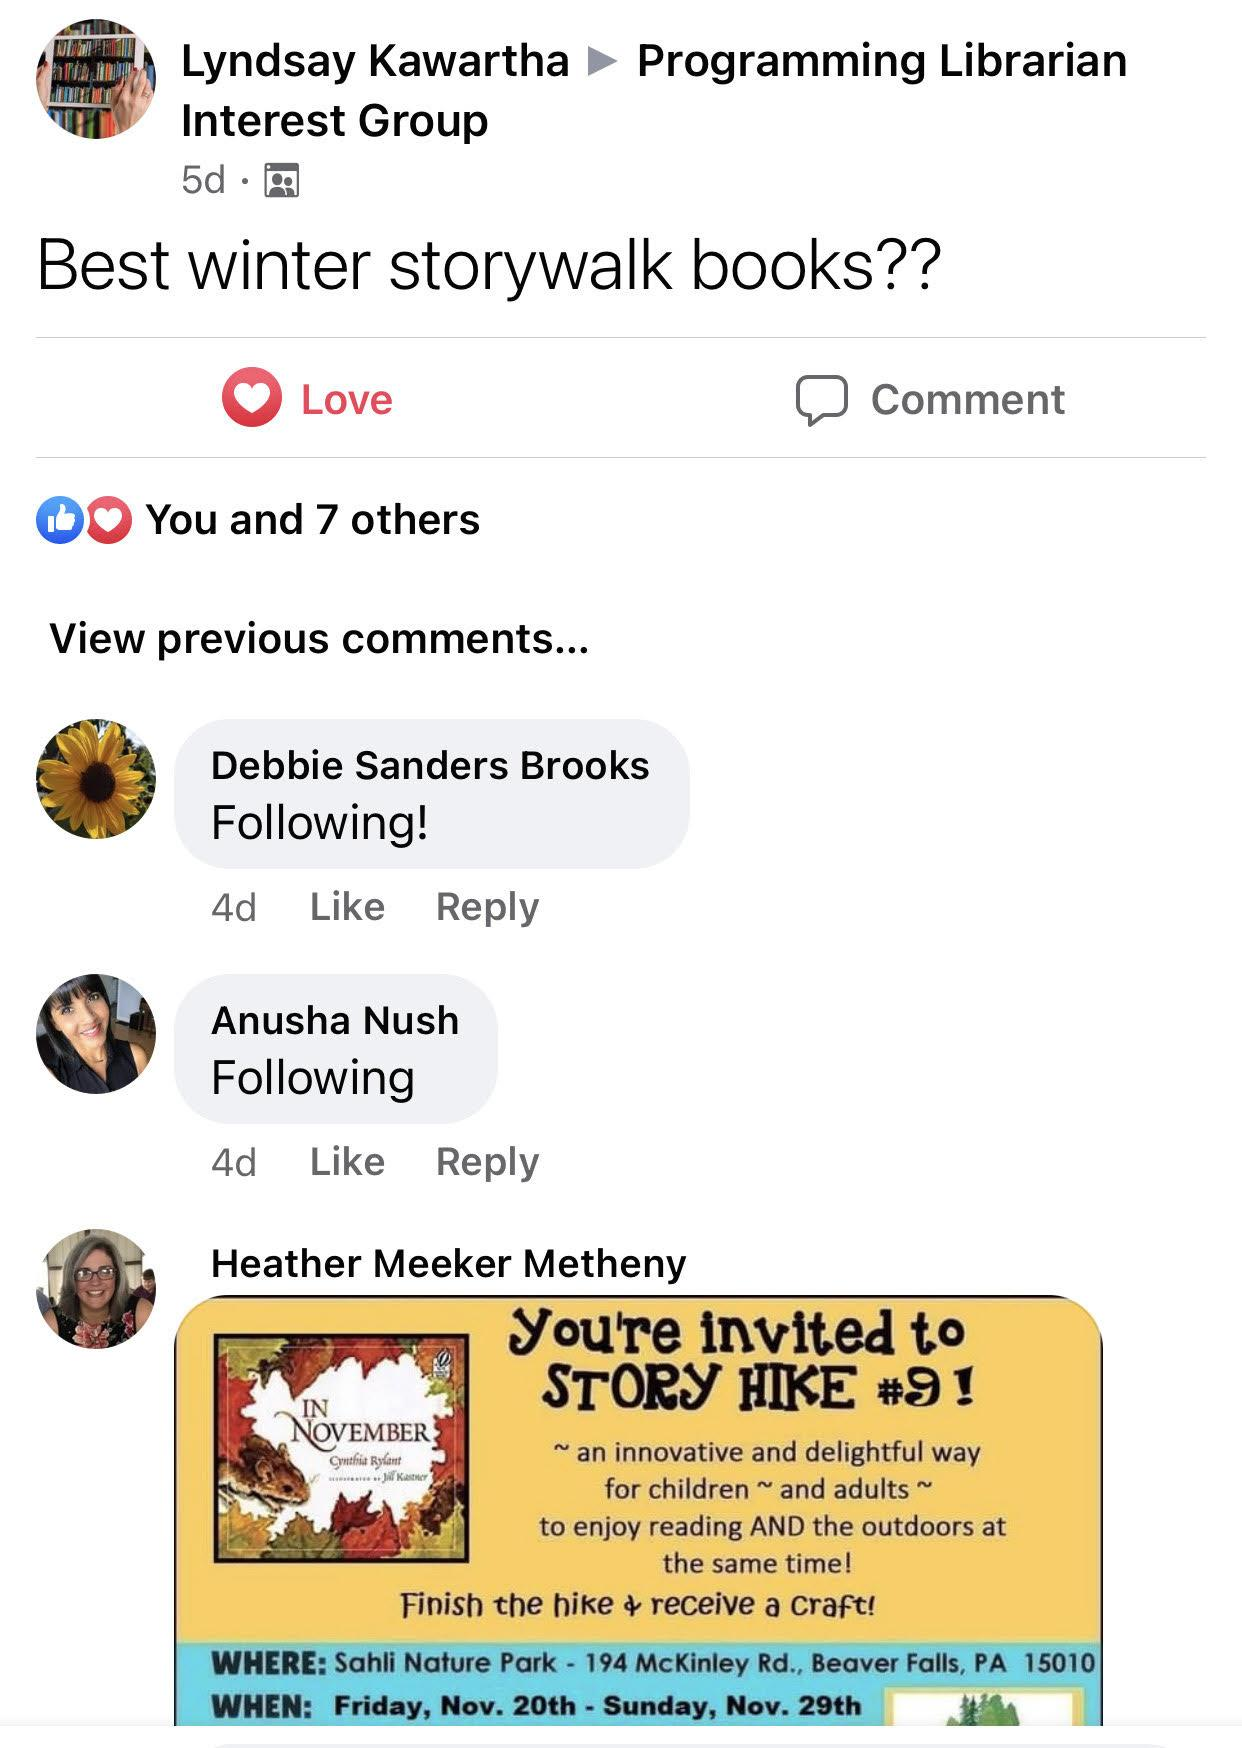 Lyndsay Kawartha ▶ Programming Librarian
Interest Group
5d ·
Best winter storywalk books??
Love
Comment
You and 7 others
View previous comments...
Debbie Sanders Brooks
Following!
4d Like Reply
Anusha Nush
Following
4d Like Reply
Heather Meeker Metheny
You're invited to
STORY HIKE #9!
IN
NOVEMBER
Cynthia Rylant
ILLUSTRATED BY Jill Kastner
~ an innovative and delightful way
for children ~ and adults ~
to enjoy reading AND the outdoors at
the same time!
Finish the hike & receive a craft!
WHERE: Sahli Nature Park - 194 McKinley Rd., Beaver Falls, PA 15010
WHEN: Friday, Nov. 20th - Sunday, Nov. 29th